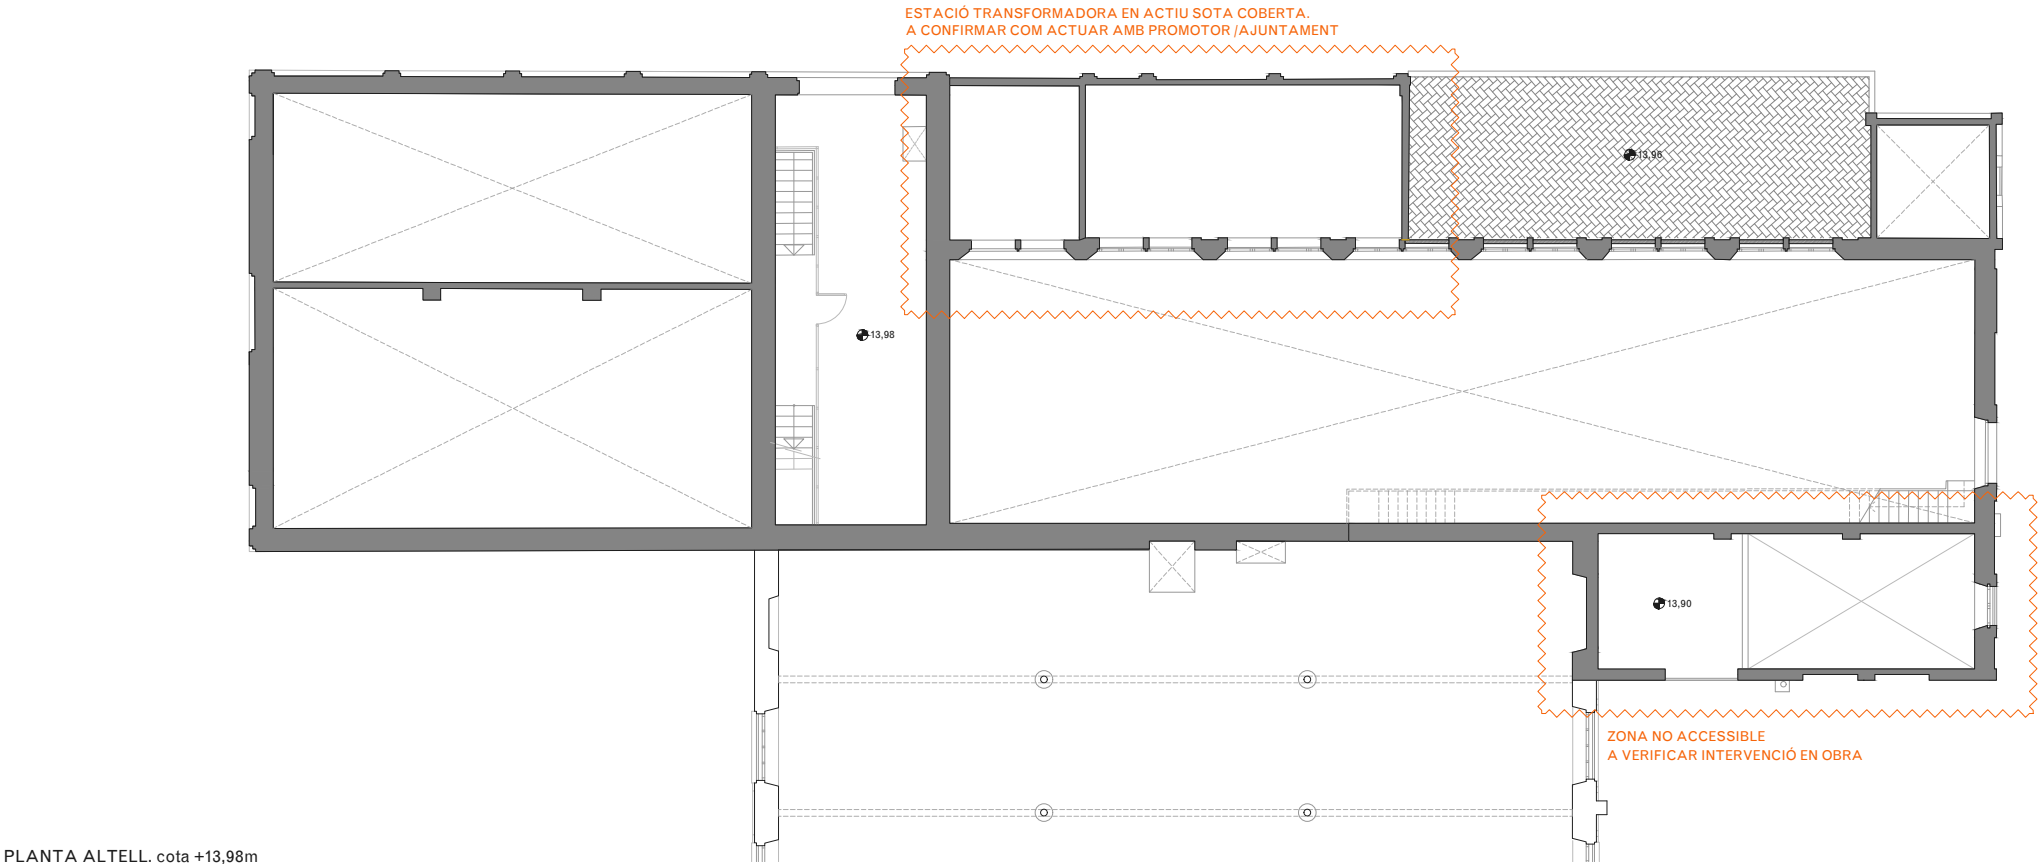 ESTACIÓ TRANSFORMADORA EN ACTIU SOTA COBERTA.
A CONFIRMAR COM ACTUAR AMB PROMOTOR /AJUNTAMENT
13,96
13,98
13,90
ZONA NO ACCESSIBLE
A VERIFICAR INTERVENCIÓ EN OBRA
PLANTA ALTELL. cota +13,98m